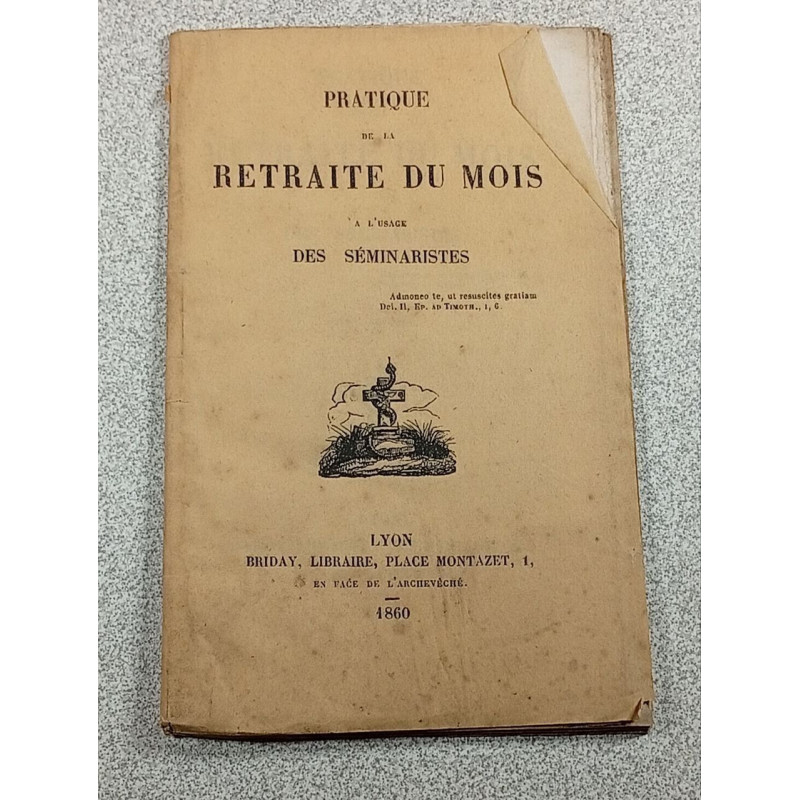 PRATIQUE
DE LA
RETRAITE DU MOIS
A L'USAGE
DES SÉMINARISTES
Admoneo te, ut resuscites gratiam
Dei. II, EP. AD TIMOTH., I, 6.
LYON
BRIDAY, LIBRAIRE, PLACE MONTAZET, 1,
EN FACE DE L'ARCHEVÊCHÉ.
1860